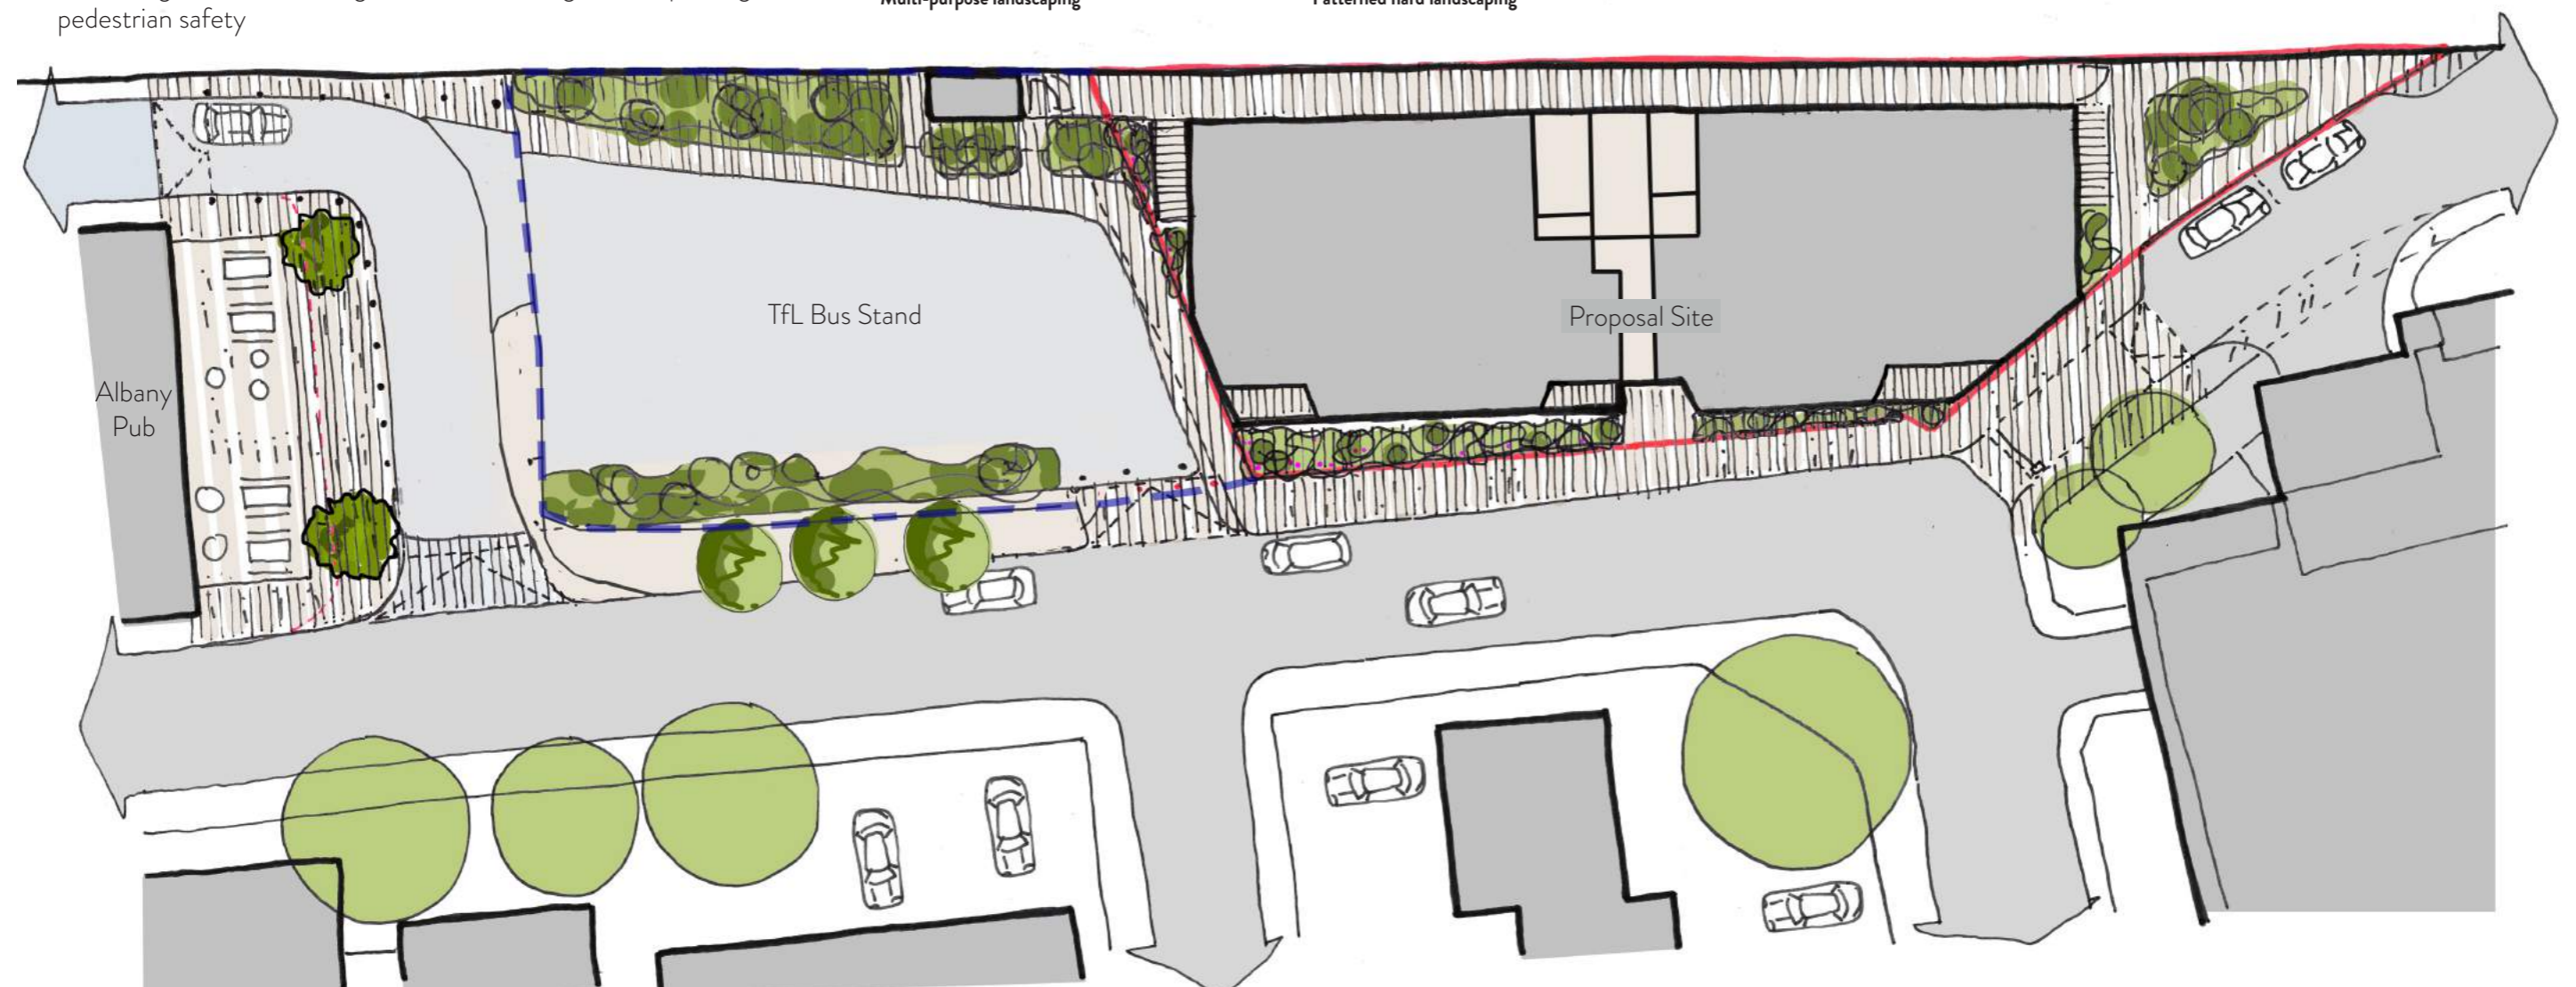 pedestrian safety
Multi-purpose landscaping
Patterned hard landscaping
TfL Bus Stand
Proposal Site
Albany
Pub